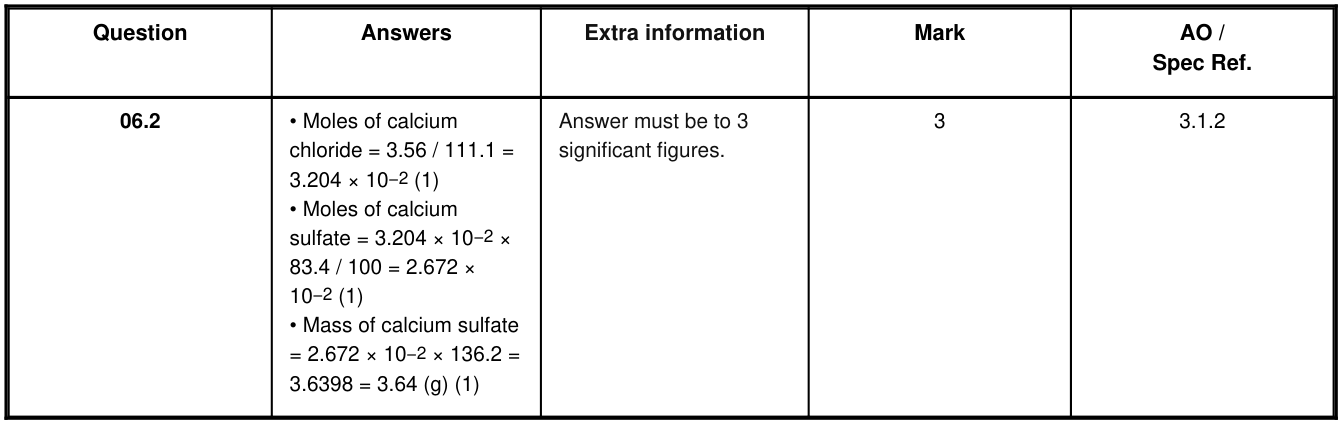 Question Answers Extra information Mark AO /
Spec Ref.
06.2
• Moles of calcium
chloride = 3.56 / 111.1 =
3.204 × 10−2 (1)
• Moles of calcium
sulfate = 3.204 × 10−2 ×
83.4 / 100 = 2.672 ×
10−2 (1)
• Mass of calcium sulfate
= 2.672 × 10−2 × 136.2 =
3.6398 = 3.64 (g) (1)
Answer must be to 3
significant figures.
3
3.1.2